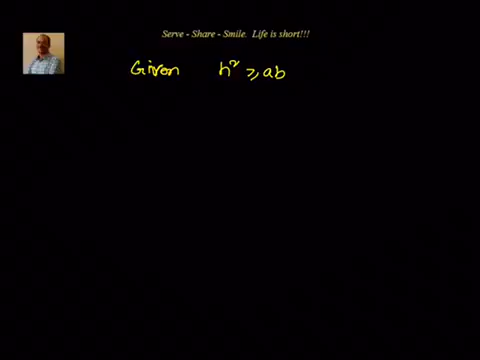 Serve - Share - Smile. Life is short!!!
Given h² ≥ ab